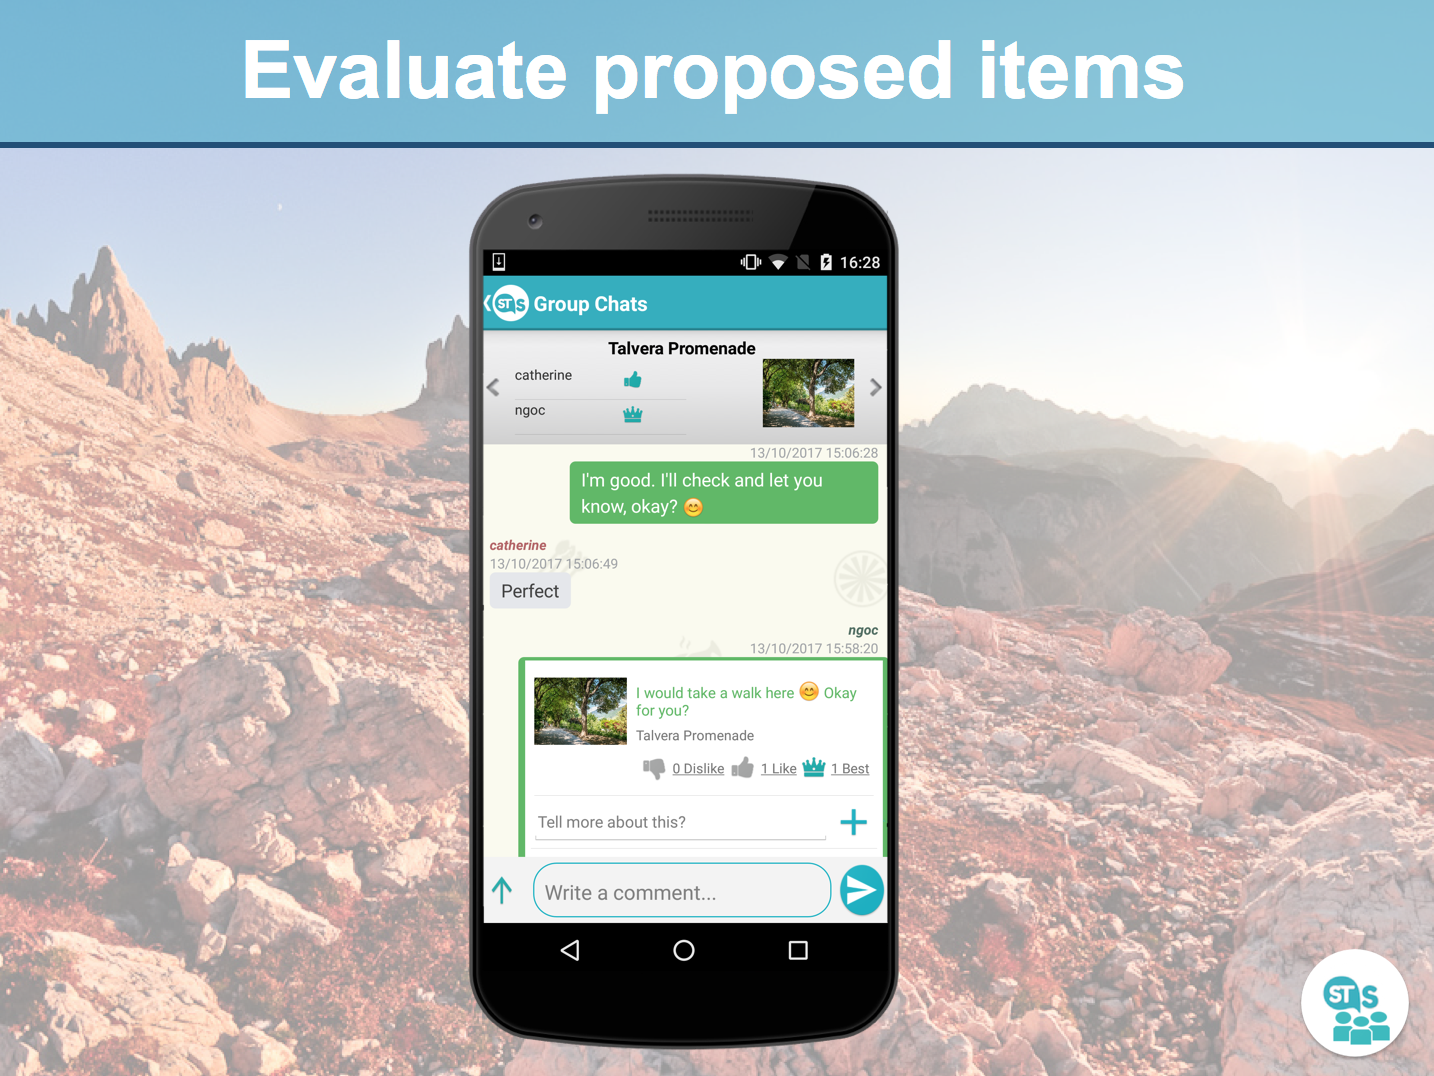 Evaluate proposed items
16:28
STS Group Chats
Talvera Promenade
catherine
ngoc
13/10/2017 15:06:28
I'm good. I'll check and let you
know, okay? 😊
catherine
13/10/2017 15:06:49
Perfect
ngoc
13/10/2017 15:58:20
I would take a walk here 😊 Okay
for you?
Talvera Promenade
0 Dislike 1 Like 1 Best
Tell more about this?
Write a comment...
STS